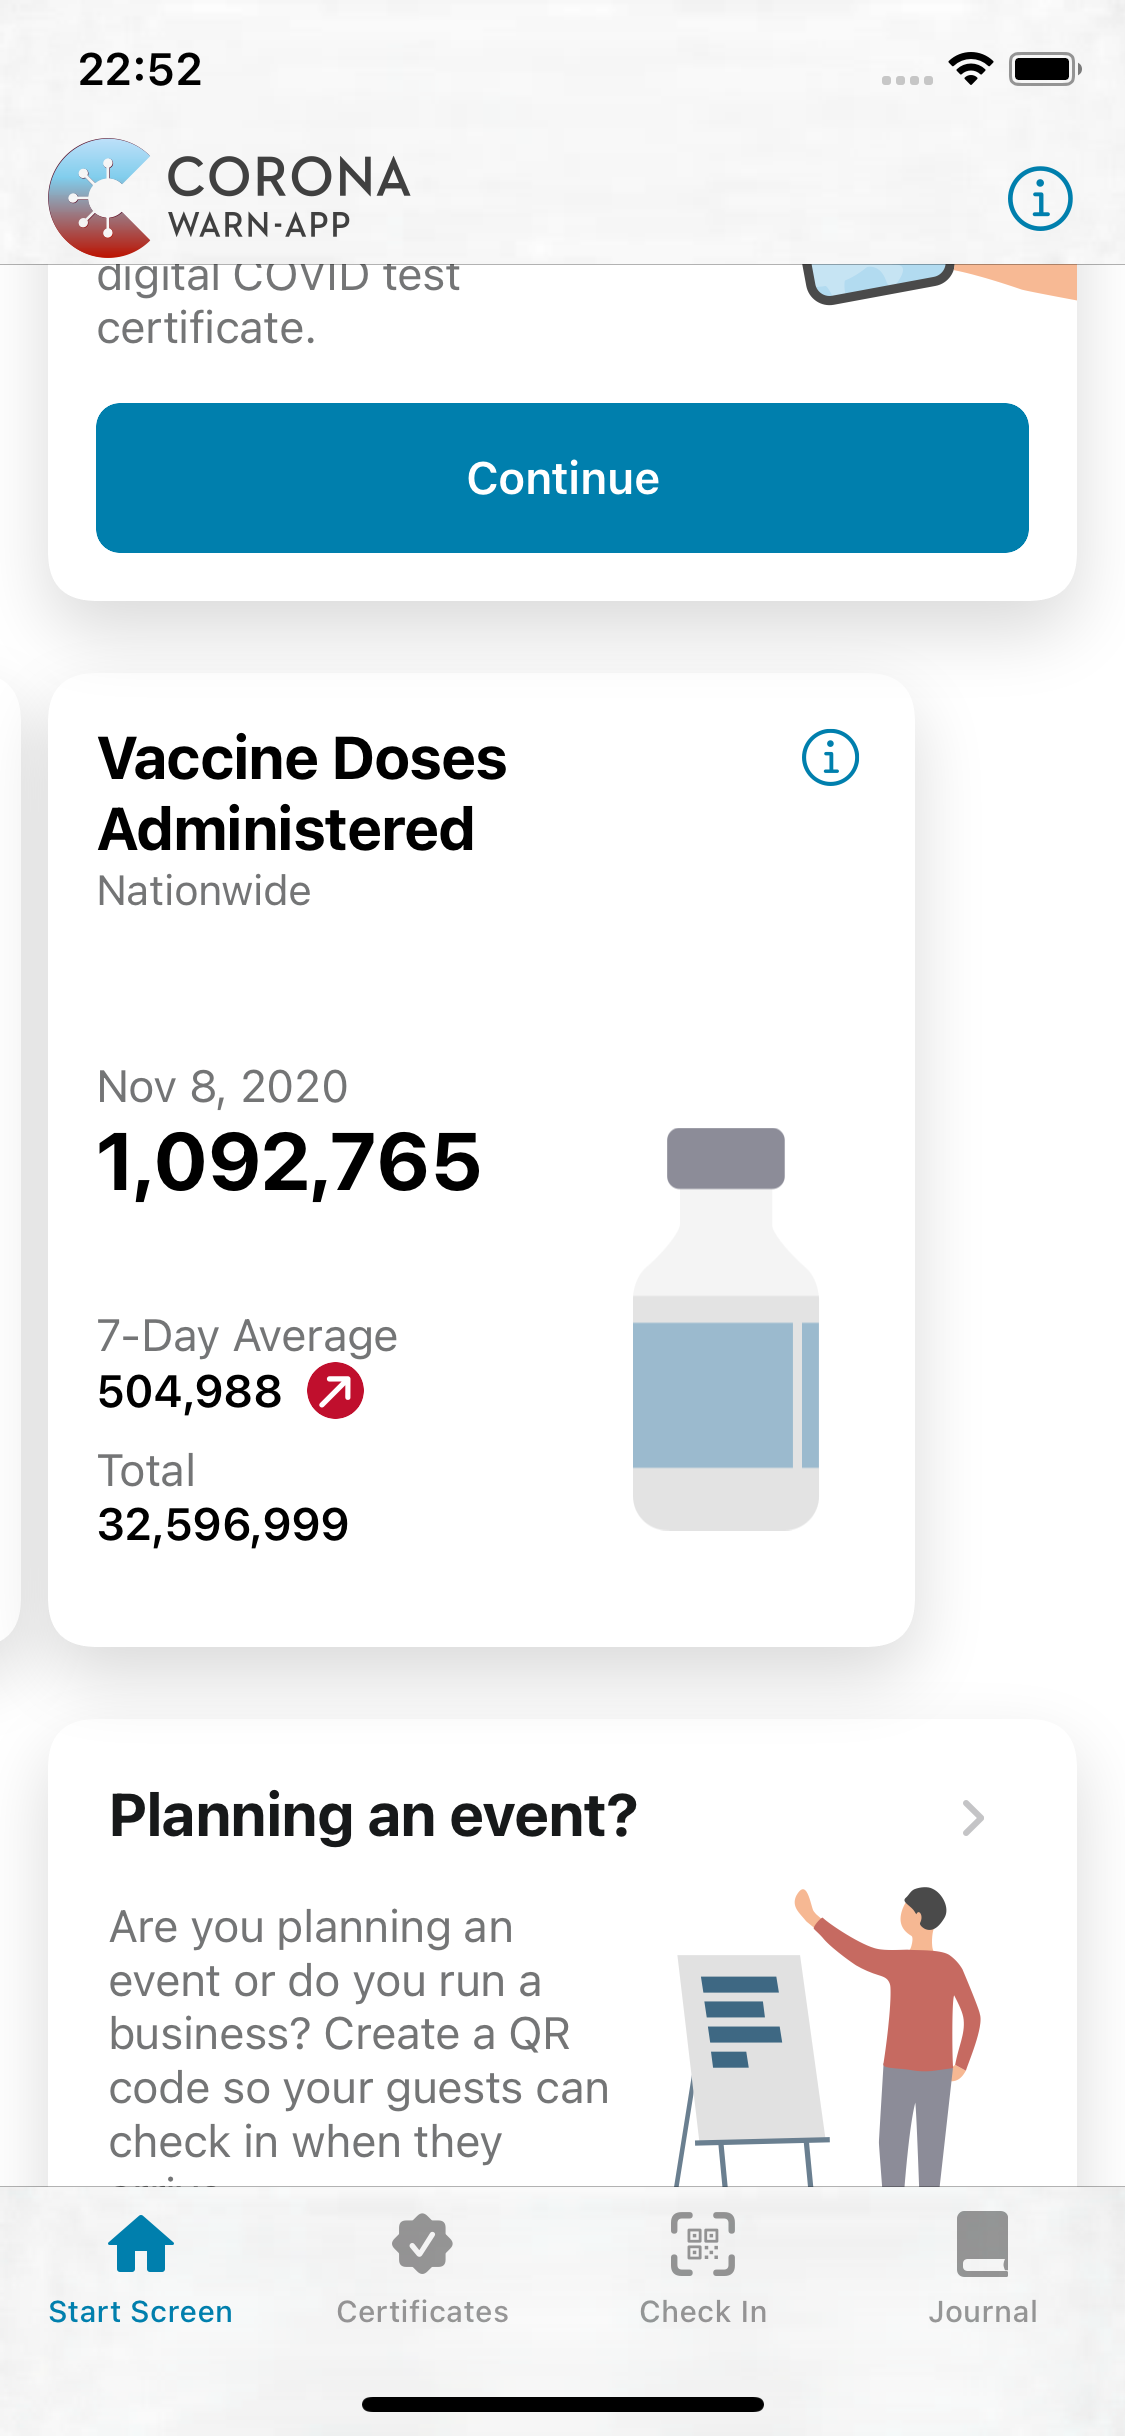 22:52
CORONA
WARN-APP
digital COVID test
certificate.
Continue
Vaccine Doses
Administered
Nationwide
Nov 8, 2020
1,092,765
7-Day Average
504,988
Total
32,596,999
Planning an event?
Are you planning an
event or do you run a
business? Create a QR
code so your guests can
check in when they
Start Screen
Certificates
Check In
Journal